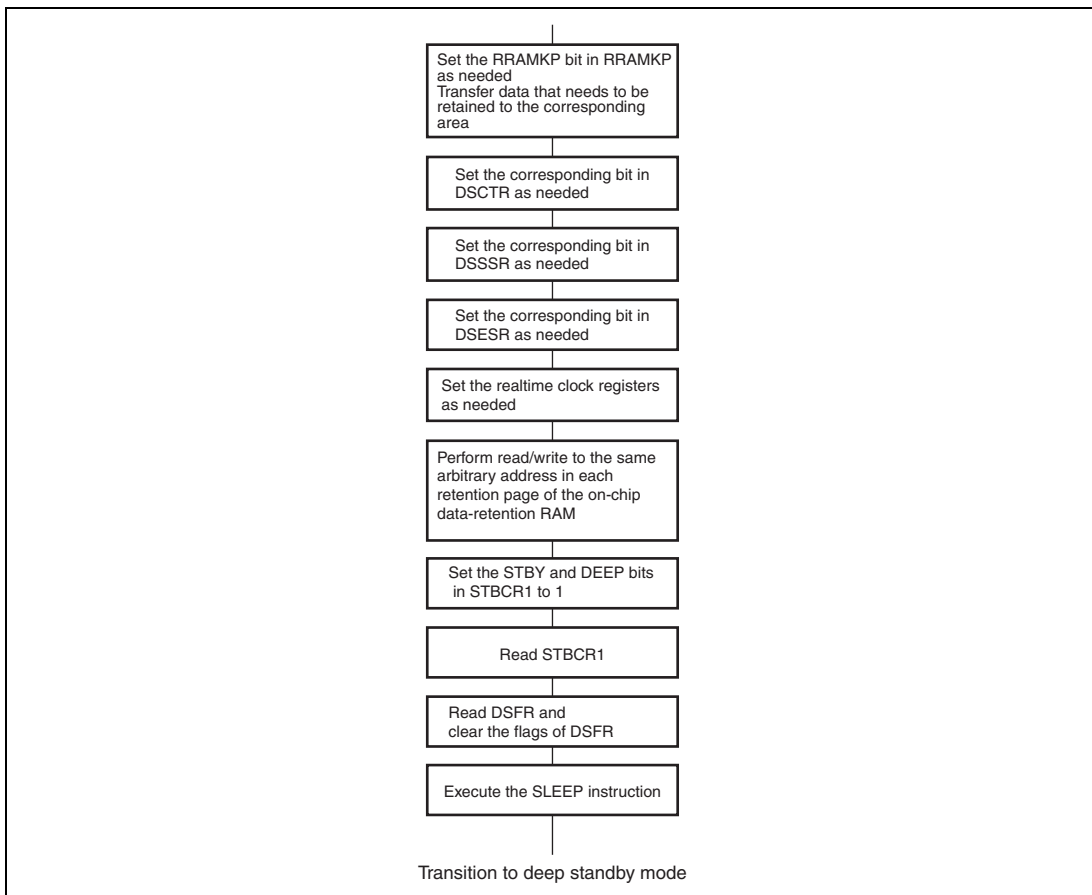 Set the RRAMKP bit in RRAMKP
as needed
Transfer data that needs to be
retained to the corresponding
area
Set the corresponding bit in
DSCTR as needed
Set the corresponding bit in
DSSSR as needed
Set the corresponding bit in
DSESR as needed
Set the realtime clock registers
as needed
Perform read/write to the same
arbitrary address in each
retention page of the on-chip
data-retention RAM
Set the STBY and DEEP bits
in STBCR1 to 1
Read STBCR1
Read DSFR and
clear the flags of DSFR
Execute the SLEEP instruction
Transition to deep standby mode